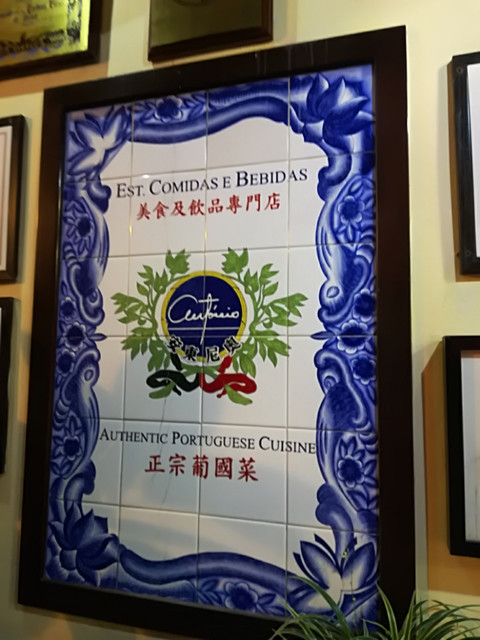 EST. COMIDAS E BEBIDAS
美食及飲品專門店
António
安東尼奧
AUTHENTIC PORTUGUESE CUISINE
正宗葡國菜